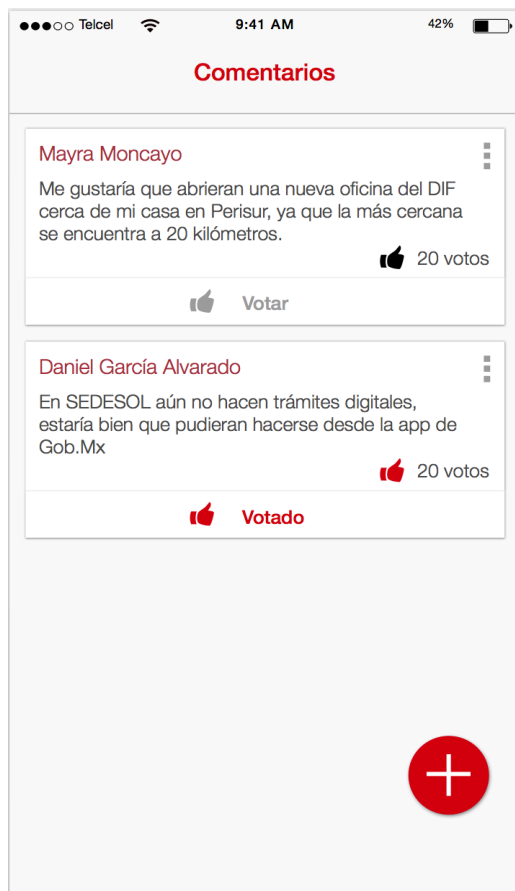 Telcel 9:41 AM 42%
Comentarios
Mayra Moncayo
Me gustaría que abrieran una nueva oficina del DIF
cerca de mi casa en Perisur, ya que la más cercana
se encuentra a 20 kilómetros.
20 votos
Votar
Daniel García Alvarado
En SEDESOL aún no hacen trámites digitales,
estaría bien que pudieran hacerse desde la app de
Gob.Mx
20 votos
Votado